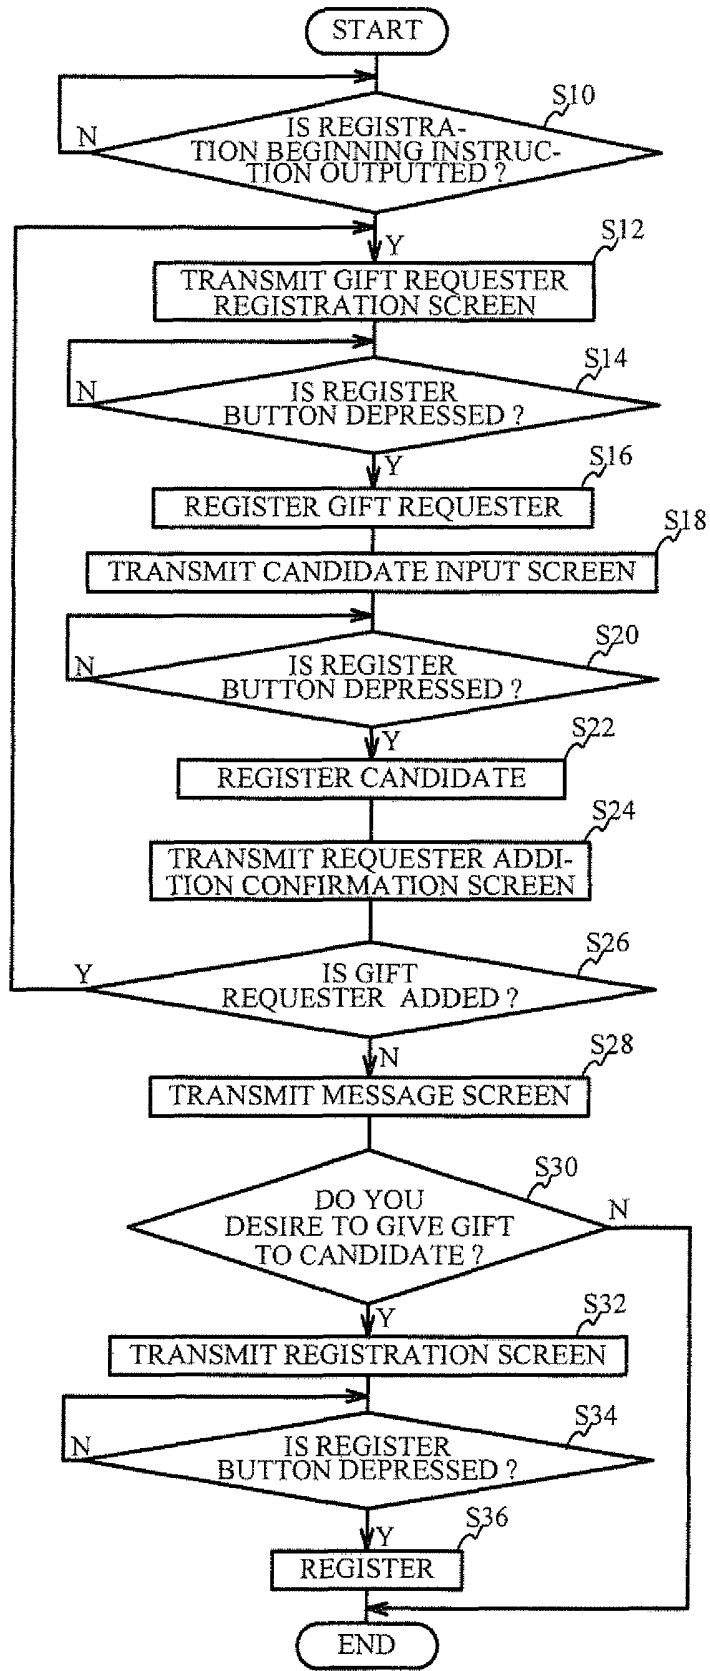 START
S10
IS REGISTRA-
N
TION BEGINNING INSTRUC-
TION OUTPUTTED ?
Y
S12
TRANSMIT GIFT REQUESTER
REGISTRATION SCREEN
S14
N
IS REGISTER
BUTTON DEPRESSED ?
Y
S16
REGISTER GIFT REQUESTER
S18
TRANSMIT CANDIDATE INPUT SCREEN
S20
N
IS REGISTER
BUTTON DEPRESSED ?
Y
S22
REGISTER CANDIDATE
S24
TRANSMIT REQUESTER ADDI-
TION CONFIRMATION SCREEN
S26
Y
IS GIFT
REQUESTER ADDED ?
N
S28
TRANSMIT MESSAGE SCREEN
S30
DO YOU
N
DESIRE TO GIVE GIFT
TO CANDIDATE ?
Y
S32
TRANSMIT REGISTRATION SCREEN
S34
N
IS REGISTER
BUTTON DEPRESSED ?
Y
S36
REGISTER
END